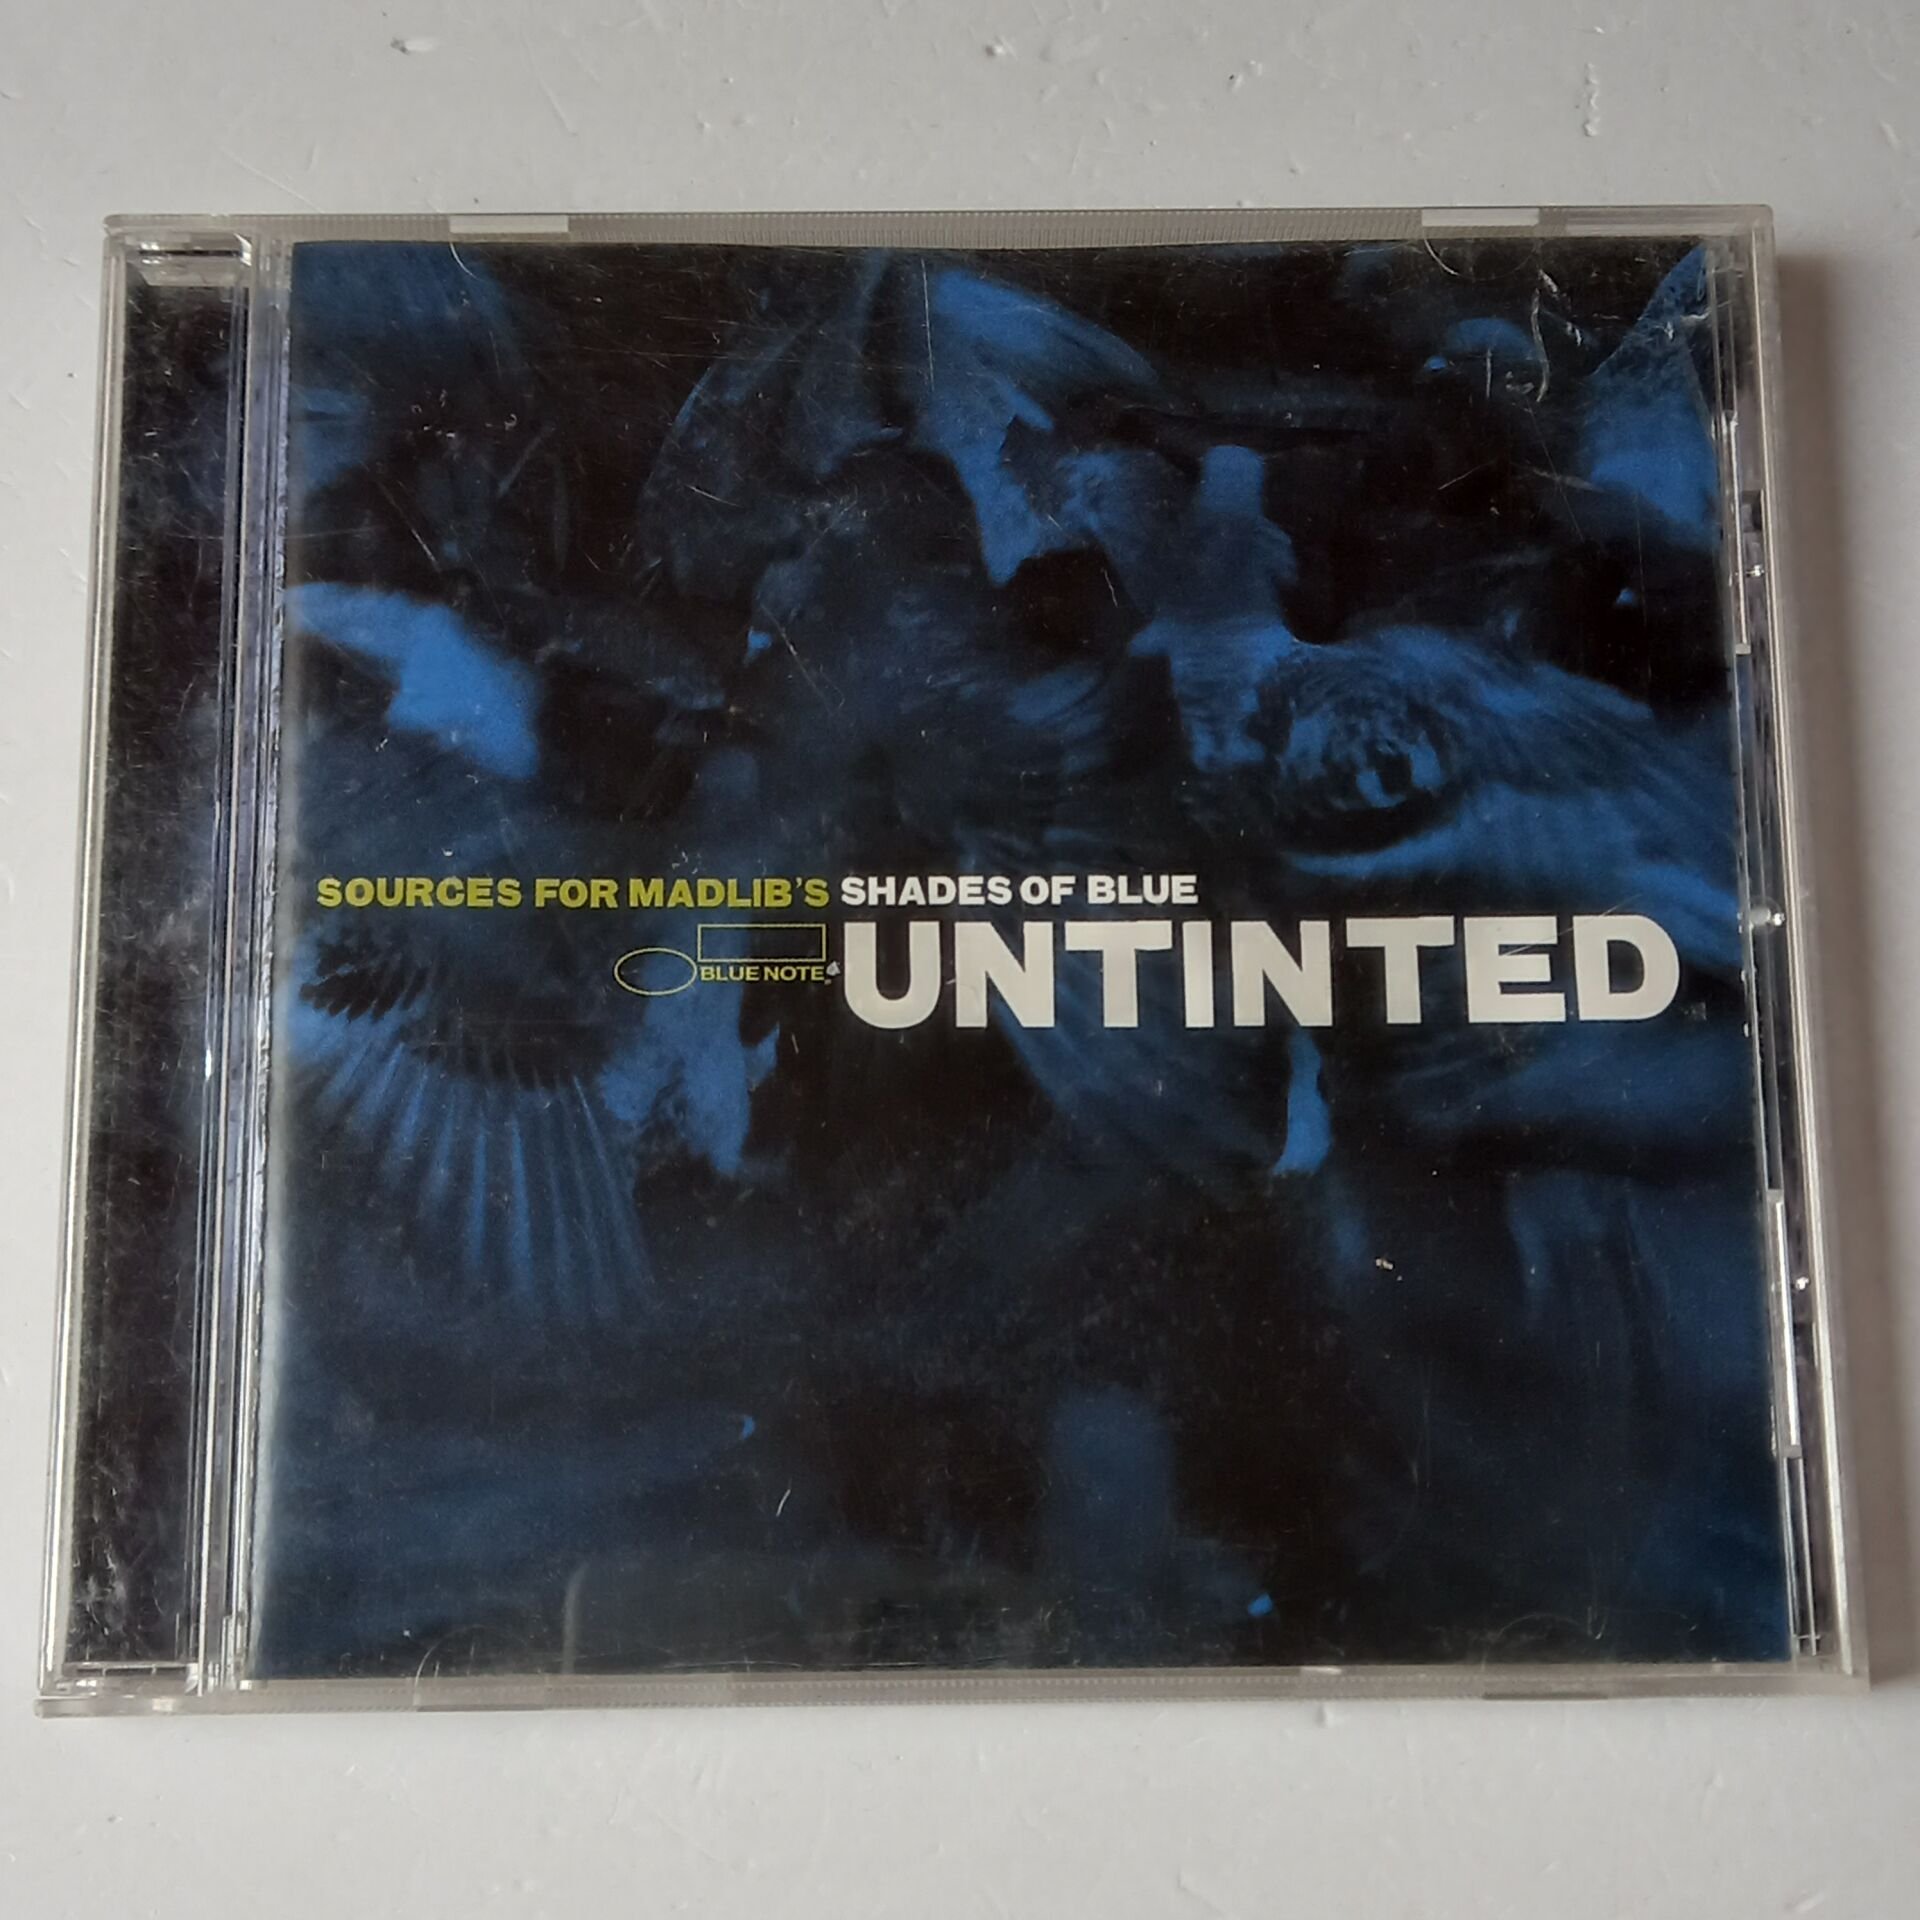 SOURCES FOR MADLIB'S SHADES OF BLUE
BLUE NOTE
UNTINTED